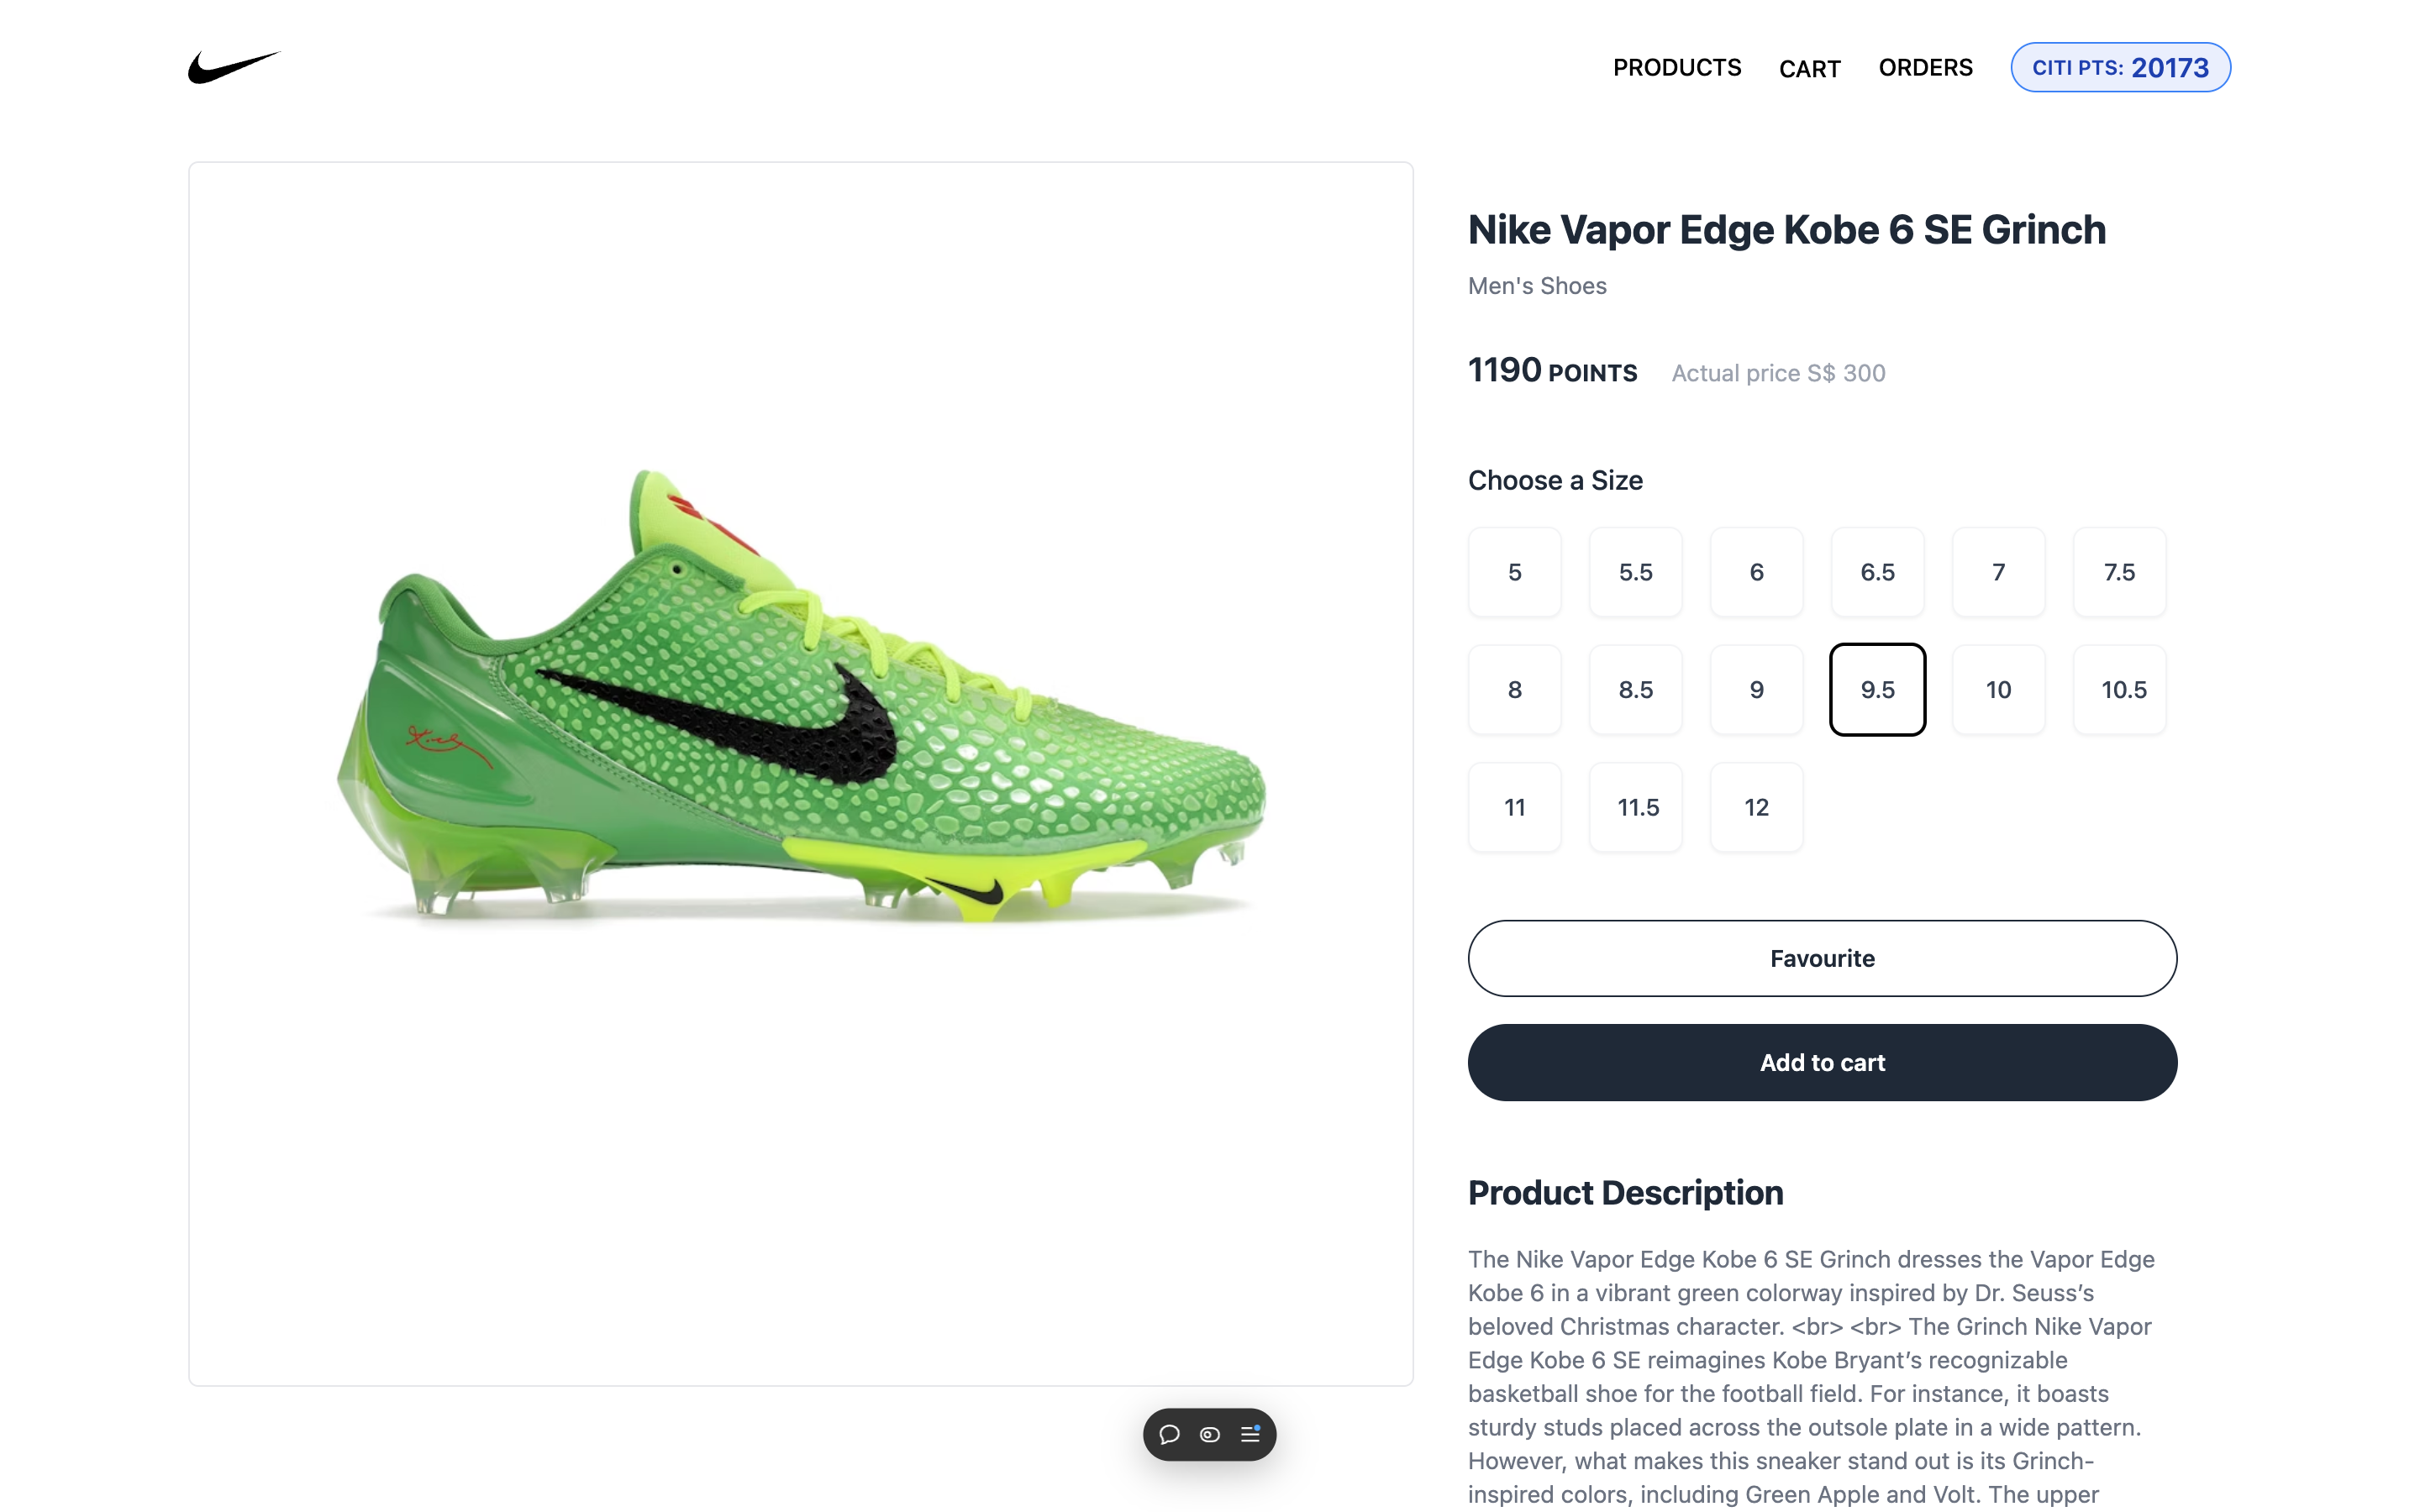 PRODUCTS CART ORDERS CITI PTS: 20173
Nike Vapor Edge Kobe 6 SE Grinch
Men's Shoes
1190 POINTS Actual price S$ 300
Choose a Size
5 5.5 6 6.5 7 7.5
8 8.5 9 9.5 10 10.5
11 11.5 12
Favourite
Add to cart
Product Description
The Nike Vapor Edge Kobe 6 SE Grinch dresses the Vapor Edge
Kobe 6 in a vibrant green colorway inspired by Dr. Seuss’s
beloved Christmas character. <br> <br> The Grinch Nike Vapor
Edge Kobe 6 SE reimagines Kobe Bryant’s recognizable
basketball shoe for the football field. For instance, it boasts
sturdy studs placed across the outsole plate in a wide pattern.
However, what makes this sneaker stand out is its Grinch-
inspired colors, including Green Apple and Volt. The upper